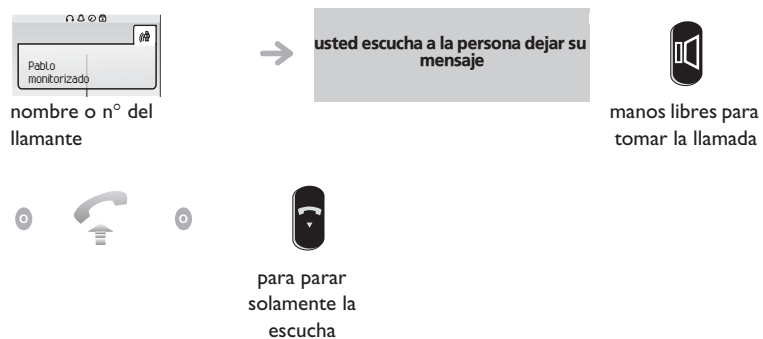 Pablo
monitorizado
nombre o n° del
llamante
usted escucha a la persona dejar su
mensaje
manos libres para
tomar la llamada
o
o
para parar
solamente la
escucha